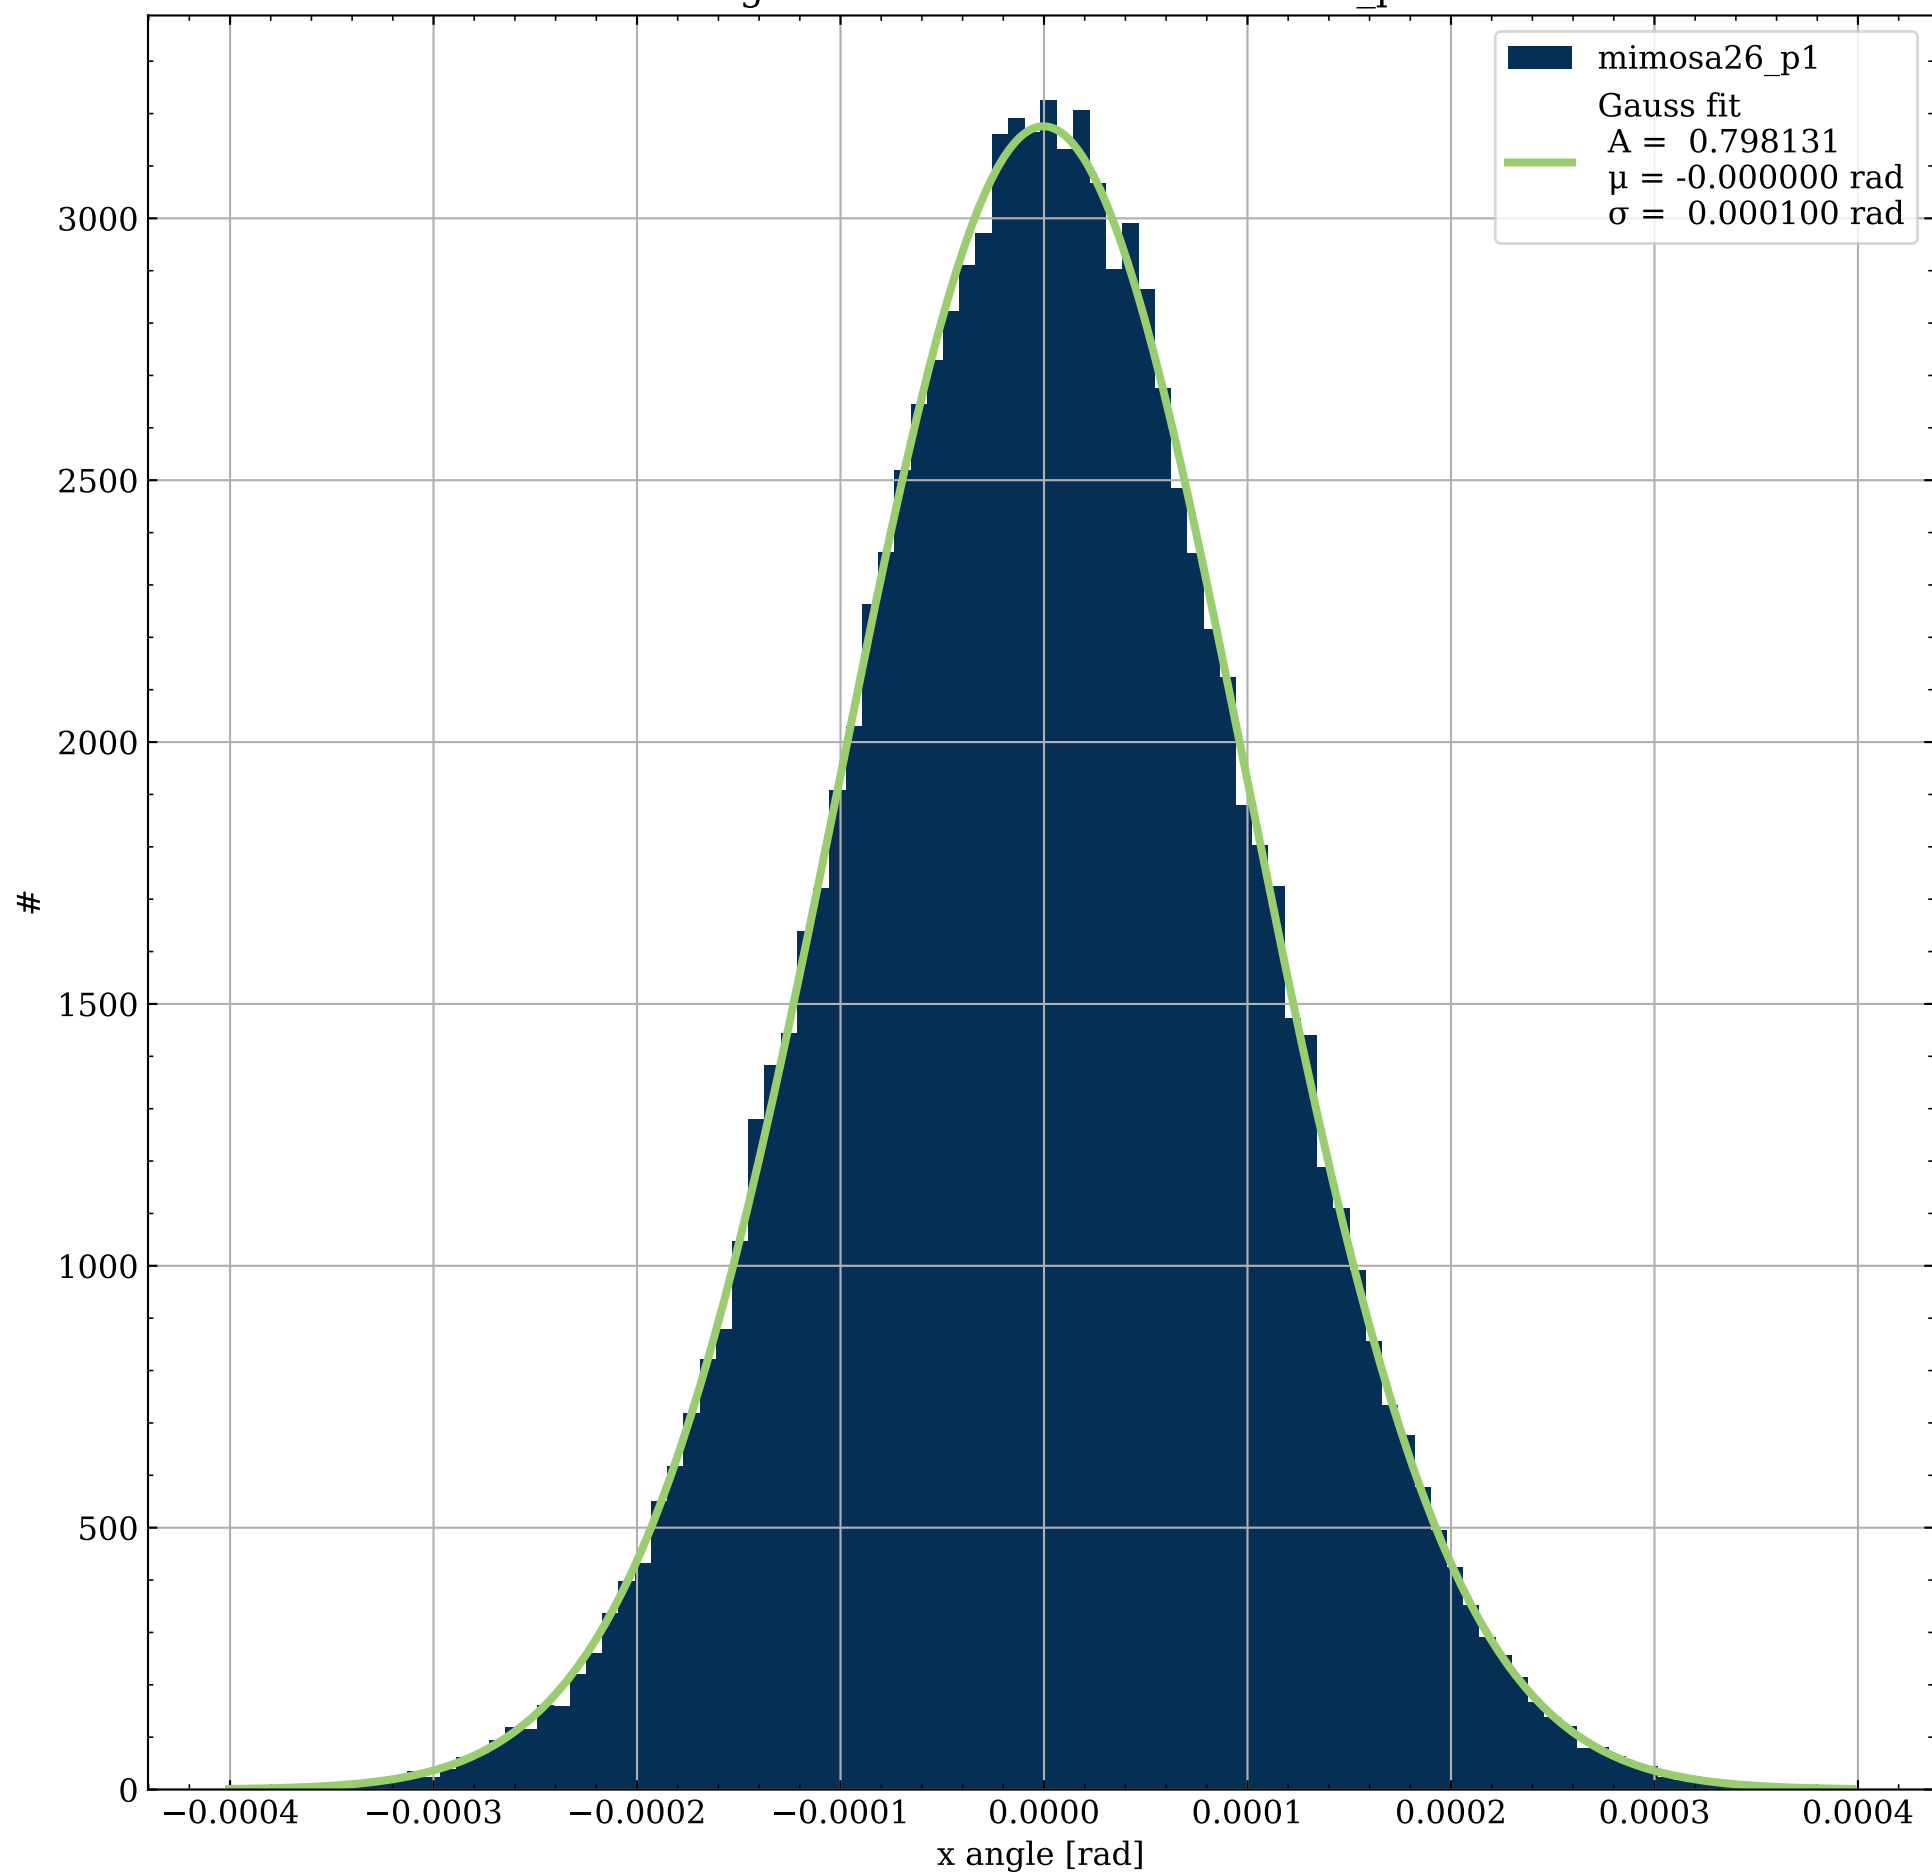 mimosa26_p1
Gauss fit
A = 0.798131
μ = -0.000000 rad
σ = 0.000100 rad
3000
2500
2000
1500
1000
500
0
#
−0.0004 −0.0003 −0.0002 −0.0001 0.0000 0.0001 0.0002 0.0003 0.0004
x angle [rad]